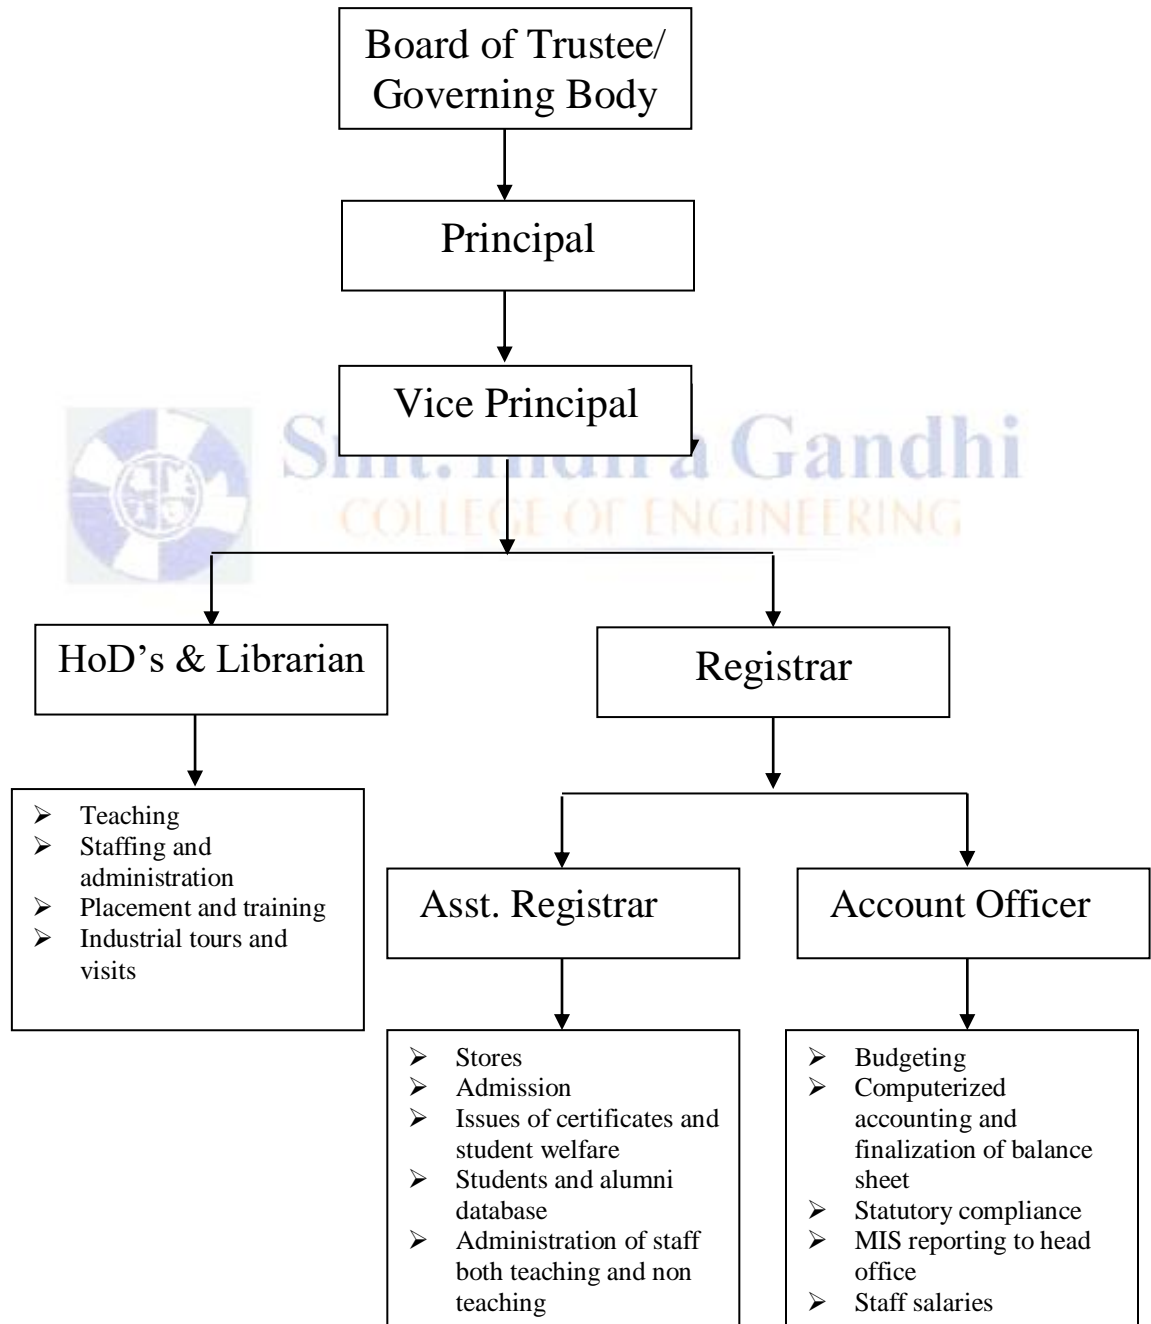 Board of Trustee/
Governing Body
Principal
Vice Principal
Smt. Indira Gandhi
COLLEGE OF ENGINEERING
HoD’s & Librarian
Registrar
➢ Teaching
➢ Staffing and
administration
➢ Placement and training
➢ Industrial tours and
visits
Asst. Registrar
Account Officer
➢ Stores
➢ Admission
➢ Issues of certificates and
student welfare
➢ Students and alumni
database
➢ Administration of staff
both teaching and non
teaching
➢ Budgeting
➢ Computerized
accounting and
finalization of balance
sheet
➢ Statutory compliance
➢ MIS reporting to head
office
➢ Staff salaries